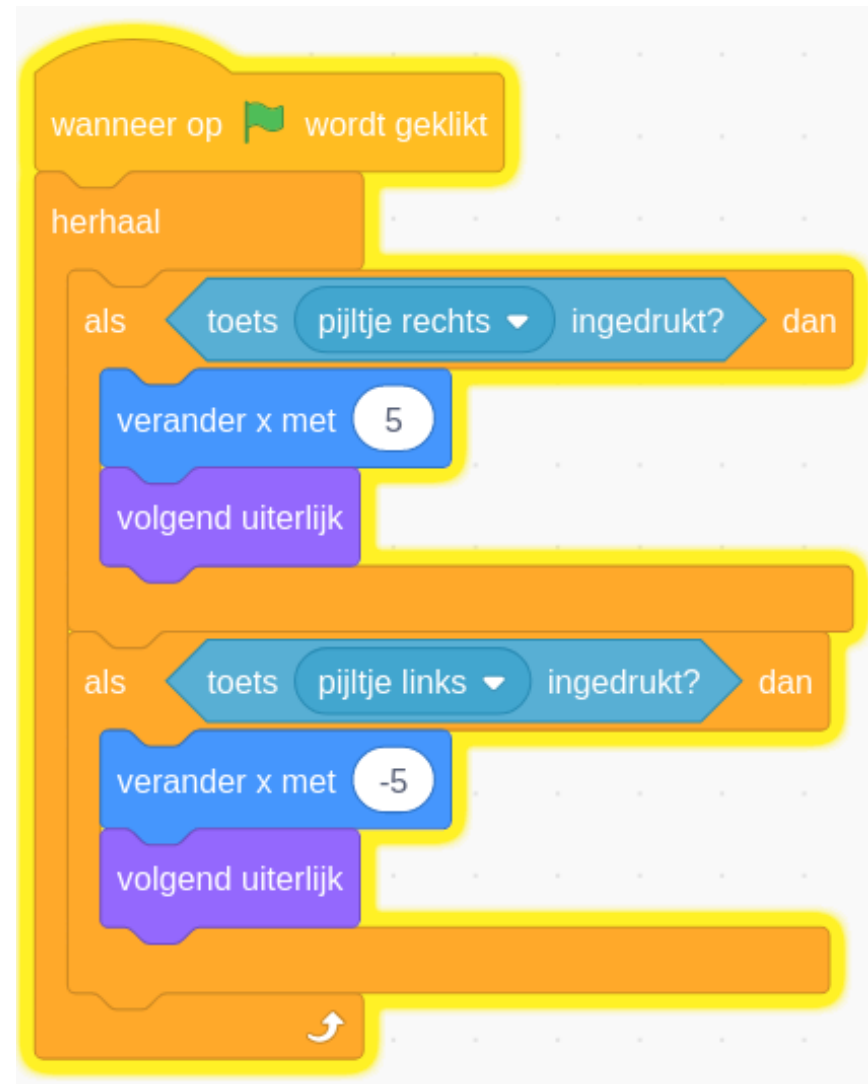 wanneer op wordt geklikt
herhaal
als toets pijltje rechts ingedrukt? dan
verander x met 5
volgend uiterlijk
als toets pijltje links ingedrukt? dan
verander x met -5
volgend uiterlijk